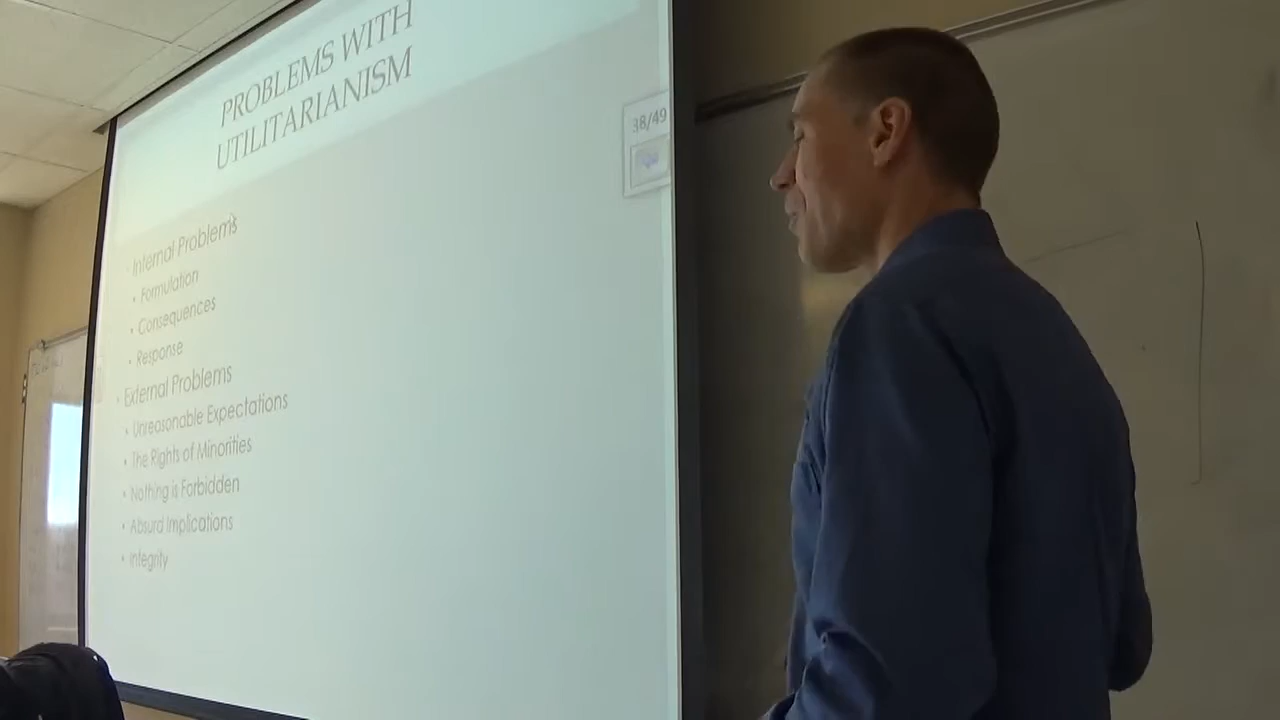 PROBLEMS WITH
UTILITARIANISM
38/49
Internal Problems
Formulation
Consequences
Response
External Problems
Unreasonable Expectations
The Rights of Minorities
Nothing is Forbidden
Absurd Implications
Integrity